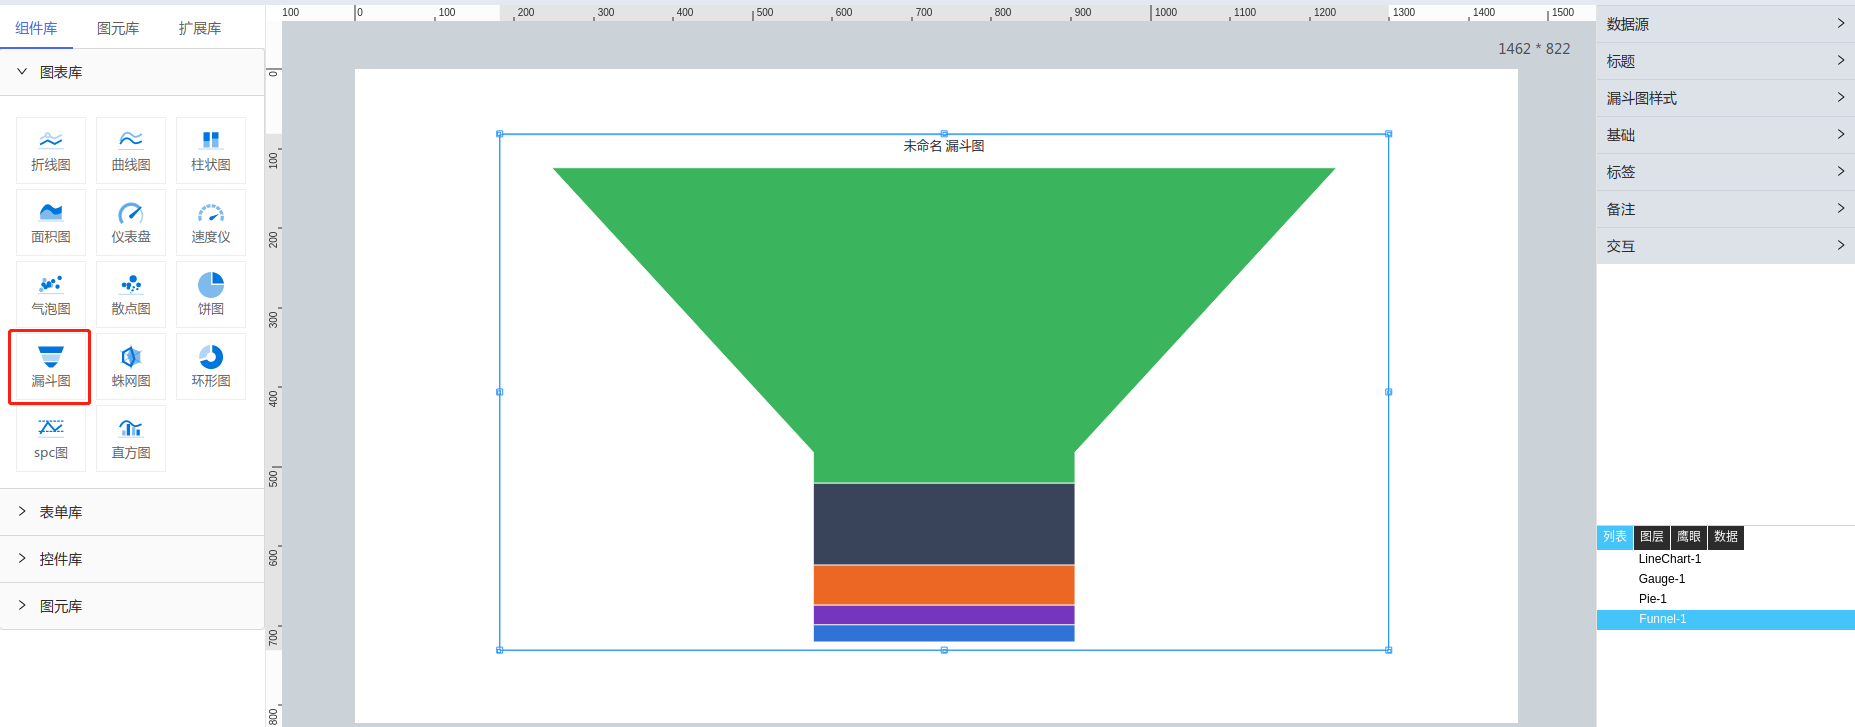 组件库 图元库 扩展库
图表库
折线图 曲线图 柱状图
面积图 仪表盘 速度仪
气泡图 散点图 饼图
漏斗图 蛛网图 环形图
spc图 直方图
表单库
控件库
图元库
100 0 100 200 300 400 500 600 700 800 900 1000 1100 1200 1300 1400 1500
0
100
200
300
400
500
600
700
800
1462 * 822
未命名 漏斗图
数据源
标题
漏斗图样式
基础
标签
备注
交互
列表 图层 鹰眼 数据
LineChart-1
Gauge-1
Pie-1
Funnel-1